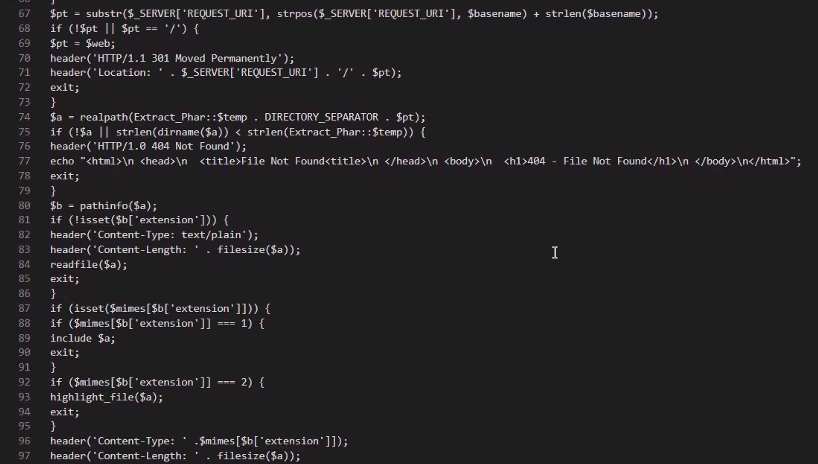 67 $pt = substr($_SERVER['REQUEST_URI'], strpos($_SERVER['REQUEST_URI'], $basename) + strlen($basename));
68 if (!$pt || $pt == '/') {
69 $pt = $web;
70 header('HTTP/1.1 301 Moved Permanently');
71 header('Location: ' . $_SERVER['REQUEST_URI'] . '/' . $pt);
72 exit;
73 }
74 $a = realpath(Extract_Phar::$temp . DIRECTORY_SEPARATOR . $pt);
75 if (!$a || strlen(dirname($a)) < strlen(Extract_Phar::$temp)) {
76 header('HTTP/1.0 404 Not Found');
77 echo "<html>\n <head>\n  <title>File Not Found<title>\n </head>\n <body>\n  <h1>404 - File Not Found</h1>\n </body>\n</html>";
78 exit;
79 }
80 $b = pathinfo($a);
81 if (!isset($b['extension'])) {
82 header('Content-Type: text/plain');
83 header('Content-Length: ' . filesize($a));
84 readfile($a);
85 exit;
86 }
87 if (isset($mimes[$b['extension']])) {
88 if ($mimes[$b['extension']] === 1) {
89 include $a;
90 exit;
91 }
92 if ($mimes[$b['extension']] === 2) {
93 highlight_file($a);
94 exit;
95 }
96 header('Content-Type: ' .$mimes[$b['extension']]);
97 header('Content-Length: ' . filesize($a));